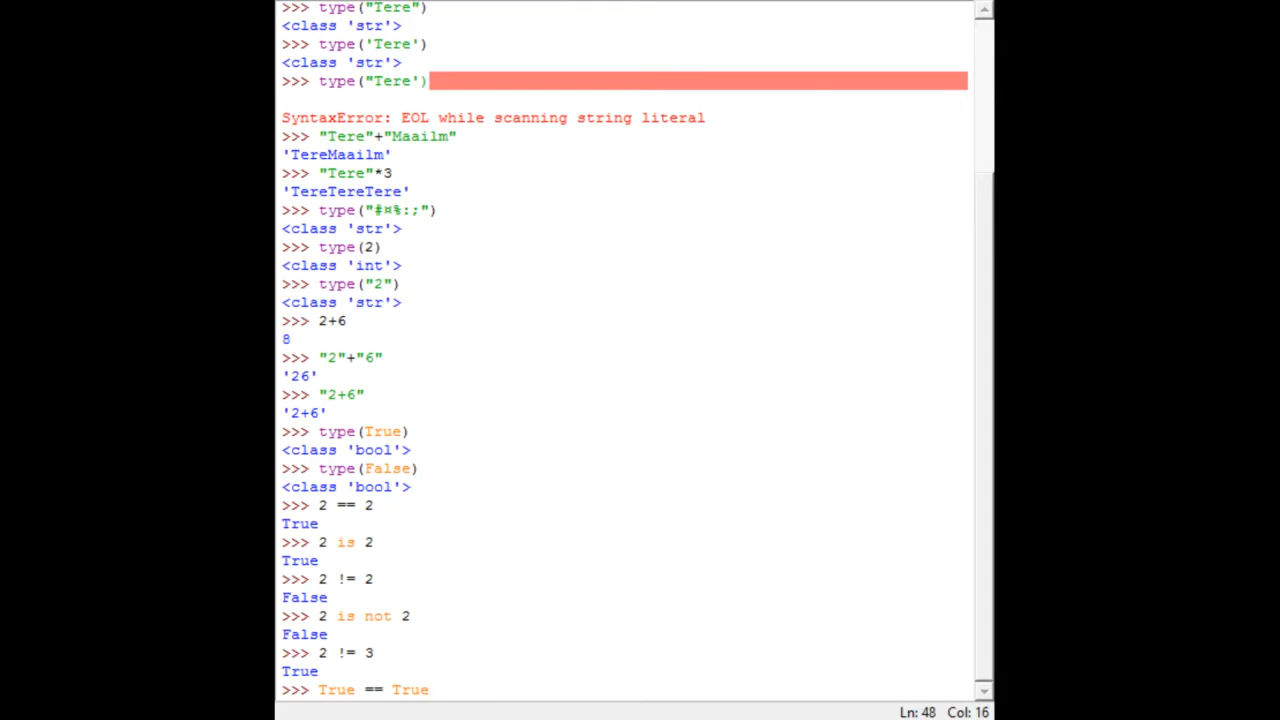 >>> type("Tere")
<class 'str'>
>>> type('Tere')
<class 'str'>
>>> type("Tere')
SyntaxError: EOL while scanning string literal
>>> "Tere"+"Maailm"
'TereMaailm'
>>> "Tere"*3
'TereTereTere'
>>> type("#¤%:;")
<class 'str'>
>>> type(2)
<class 'int'>
>>> type("2")
<class 'str'>
>>> 2+6
8
>>> "2"+"6"
'26'
>>> "2+6"
'2+6'
>>> type(True)
<class 'bool'>
>>> type(False)
<class 'bool'>
>>> 2 == 2
True
>>> 2 is 2
True
>>> 2 != 2
False
>>> 2 is not 2
False
>>> 2 != 3
True
>>> True == True
Ln: 48 Col: 16